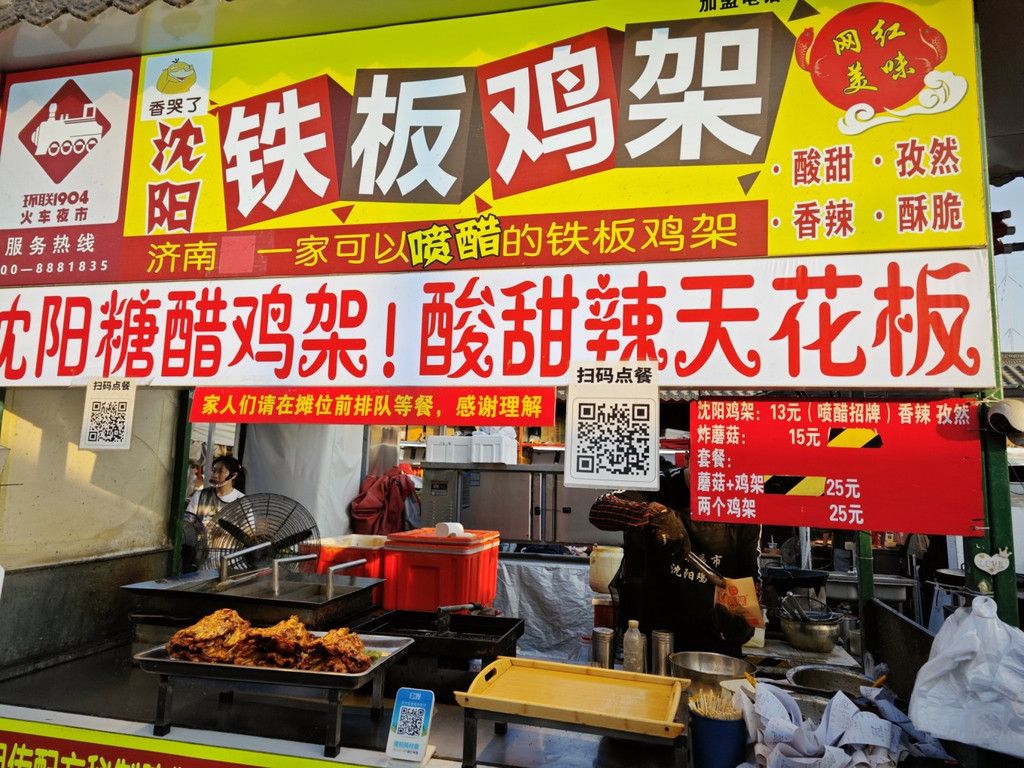 加盟电话
网红
美味
香哭了
沈阳
铁板鸡架
·酸甜 ·孜然
·香辣 ·酥脆
环联1904
火车夜市
服务热线
00—8881835
济南 一家可以喷醋的铁板鸡架
沈阳糖醋鸡架!酸甜辣天花板
扫码点餐
家人们请在摊位前排队等餐，感谢理解
扫码点餐
沈阳鸡架：13元（喷醋招牌）香辣 孜然
炸蘑菇： 15元
套餐：
蘑菇+鸡架 25元
两个鸡架 25元